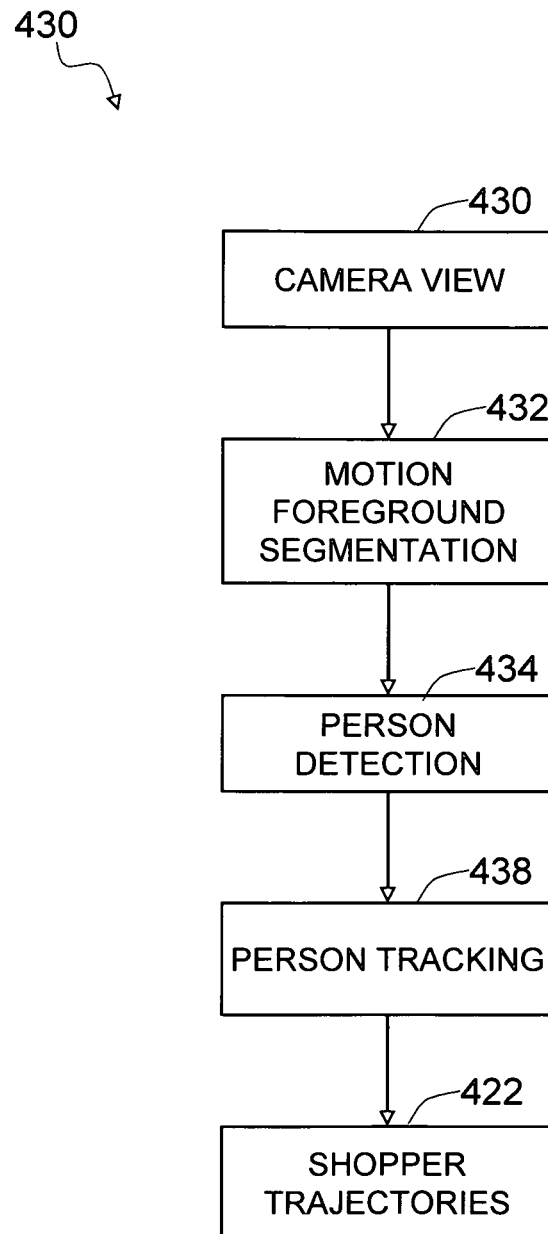 430
430
CAMERA VIEW
432
MOTION
FOREGROUND
SEGMENTATION
434
PERSON
DETECTION
438
PERSON TRACKING
422
SHOPPER
TRAJECTORIES